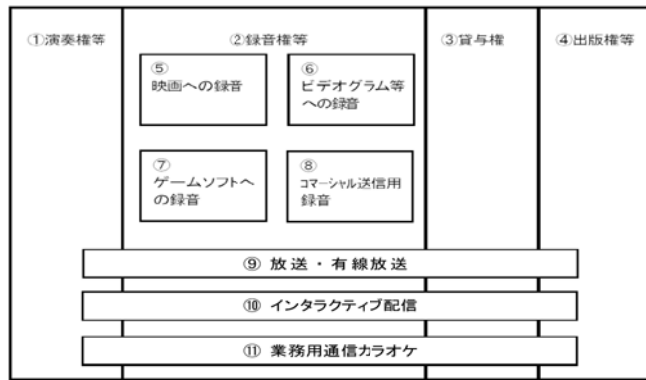 ①演奏権等
②録音権等
③貸与権
④出版権等
⑤
映画への録音
⑥
ビデオグラム等
への録音
⑦
ゲームソフトへ
の録音
⑧
コマーシャル送信用
録音
⑨ 放送・有線放送
⑩ インタラクティブ配信
⑪ 業務用通信カラオケ